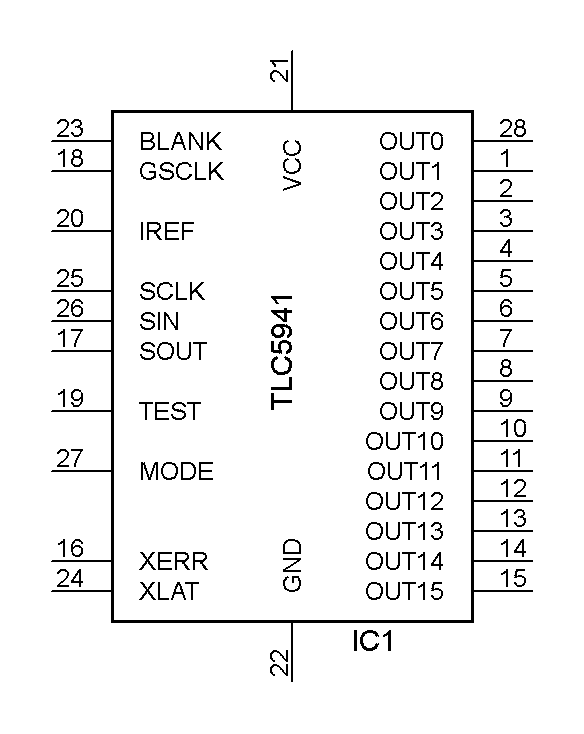 21
23 BLANK VCC OUT0 28
18 GSCLK OUT1 1
OUT2 2
20 IREF OUT3 3
OUT4 4
25 SCLK OUT5 5
26 SIN TLC5941 OUT6 6
17 SOUT OUT7 7
OUT8 8
19 TEST OUT9 9
OUT10 10
27 MODE OUT11 11
OUT12 12
OUT13 13
16 XERR GND OUT14 14
24 XLAT OUT15 15
IC1
22